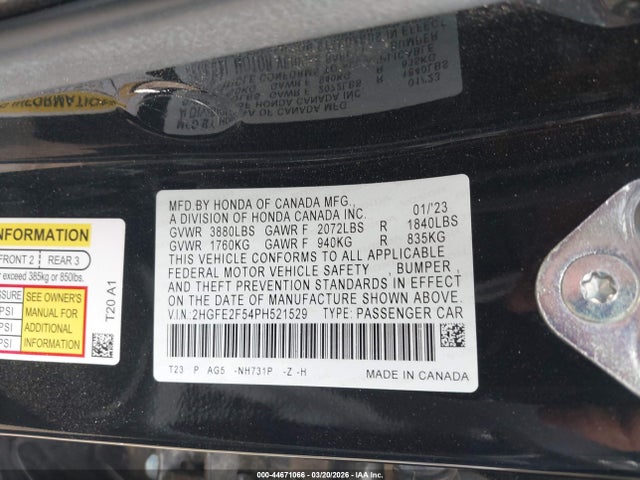 MFD.BY HONDA OF CANADA MFG.,
A DIVISION OF HONDA CANADA INC. 01/'23
GVWR 3880LBS GAWR F 2072LBS R 1840LBS
GVWR 1760KG GAWR F 940KG R 835KG
THIS VEHICLE CONFORMS TO ALL APPLICABLE
FEDERAL MOTOR VEHICLE SAFETY , BUMPER ,
AND THEFT PREVENTION STANDARDS IN EFFECT
ON THE DATE OF MANUFACTURE SHOWN ABOVE.
V.I.N:2HGFE2F54PH521529 TYPE: PASSENGER CAR
T23 P AG5 -NH731P -Z -H
MADE IN CANADA
INFORMATION
FRONT 2 REAR 3
exceed 385kg or 850lbs.
SEE OWNER'S
MANUAL FOR
ADDITIONAL
INFORMATION
PSI
PSI
T20 A1
000-44671066 - 03/20/2026 - IAAI.COM